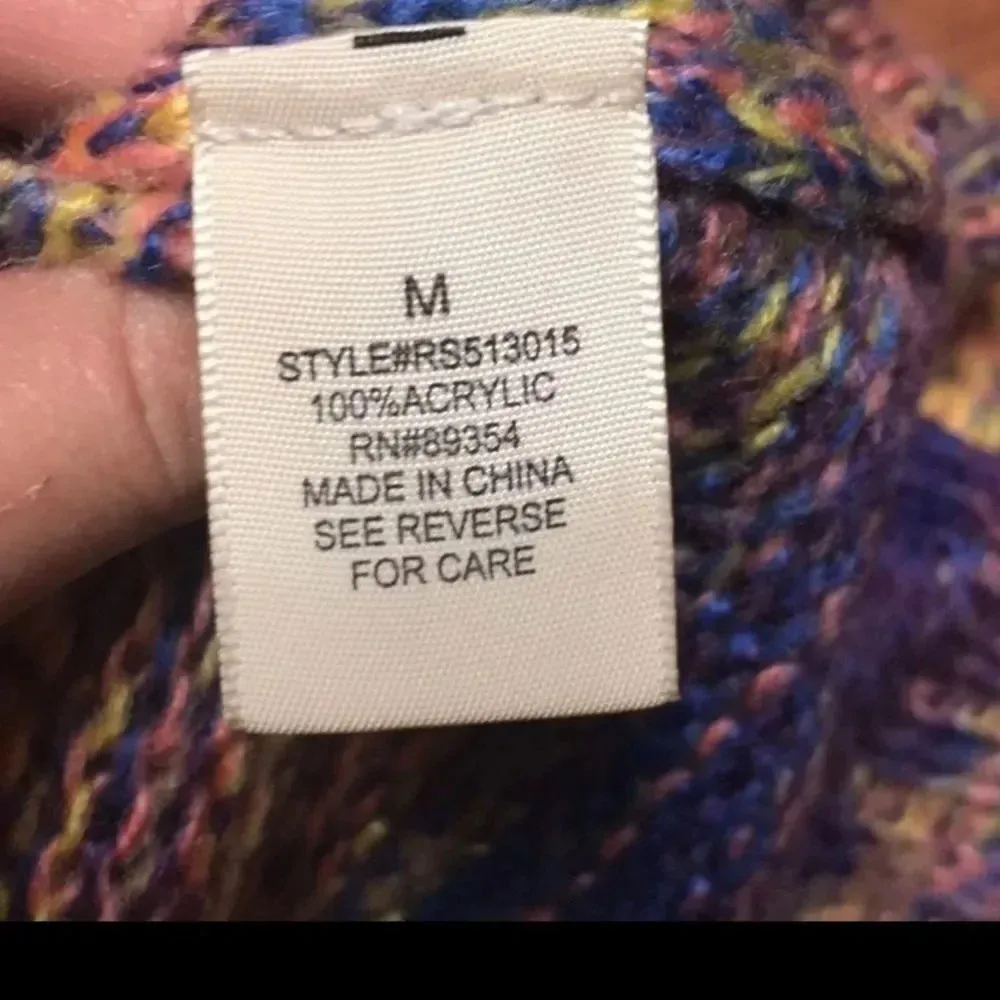 M
STYLE#RS513015
100%ACRYLIC
RN#89354
MADE IN CHINA
SEE REVERSE
FOR CARE